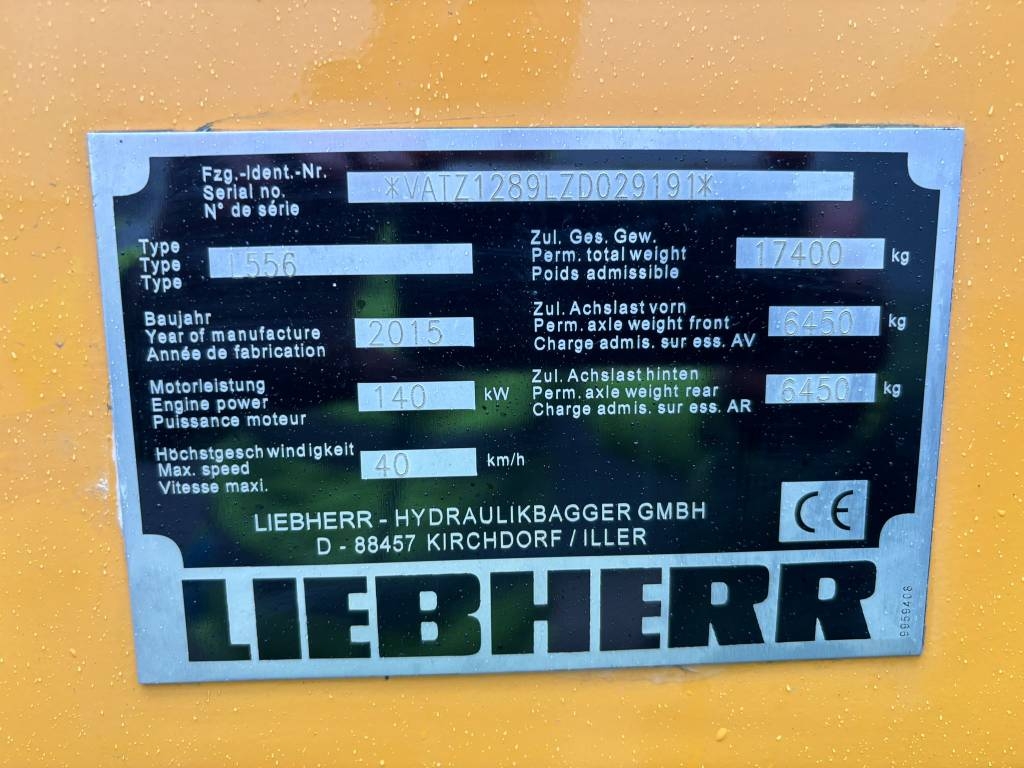 Fzg.-Ident.-Nr.
Serial no.
N° de série
*VATZ1289LZD029191*
Type
Type
Type
L556
Zul. Ges. Gew.
Perm. total weight
Poids admissible
17400 kg
Baujahr
Year of manufacture
Année de fabrication
2015
Zul. Achslast vorn
Perm. axle weight front
Charge admis. sur ess. AV
6450 kg
Motorleistung
Engine power
Puissance moteur
140 kW
Zul. Achslast hinten
Perm. axle weight rear
Charge admis. sur ess. AR
6450 kg
Höchstgeschwindigkeit
Max. speed
Vitesse maxi.
40 km/h
LIEBHERR - HYDRAULIKBAGGER GMBH
D - 88457 KIRCHDORF / ILLER
CE
LIEBHERR
9959408